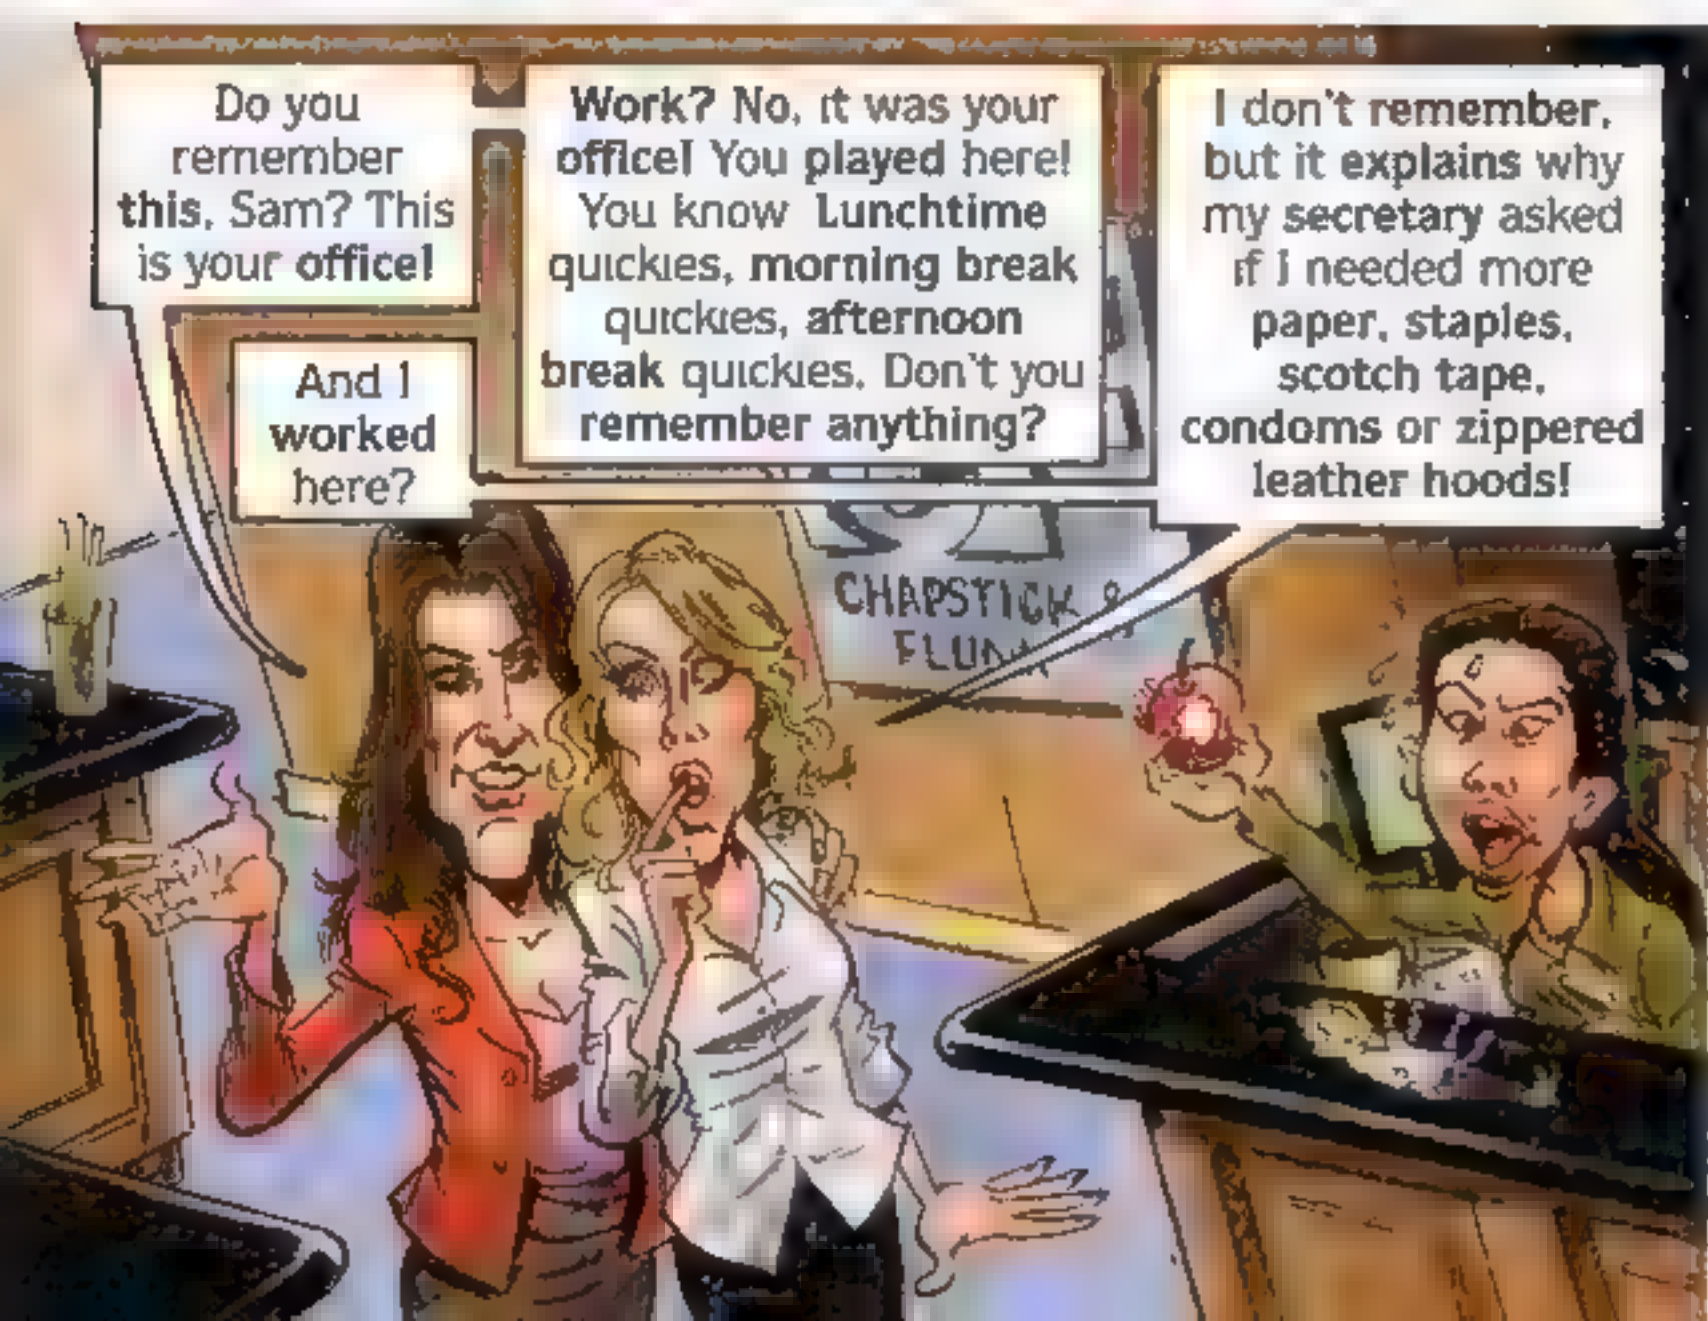 Do you
remember
this, Sam? This
is your office!
And I
worked
here?
Work? No, it was your
office! You played here!
You know Lunchtime
quickies, morning break
quickies, afternoon
break quickies. Don't you
remember anything?
I don't remember,
but it explains why
my secretary asked
if I needed more
paper, staples,
scotch tape,
condoms or zippered
leather hoods!
CHAPSTICK &